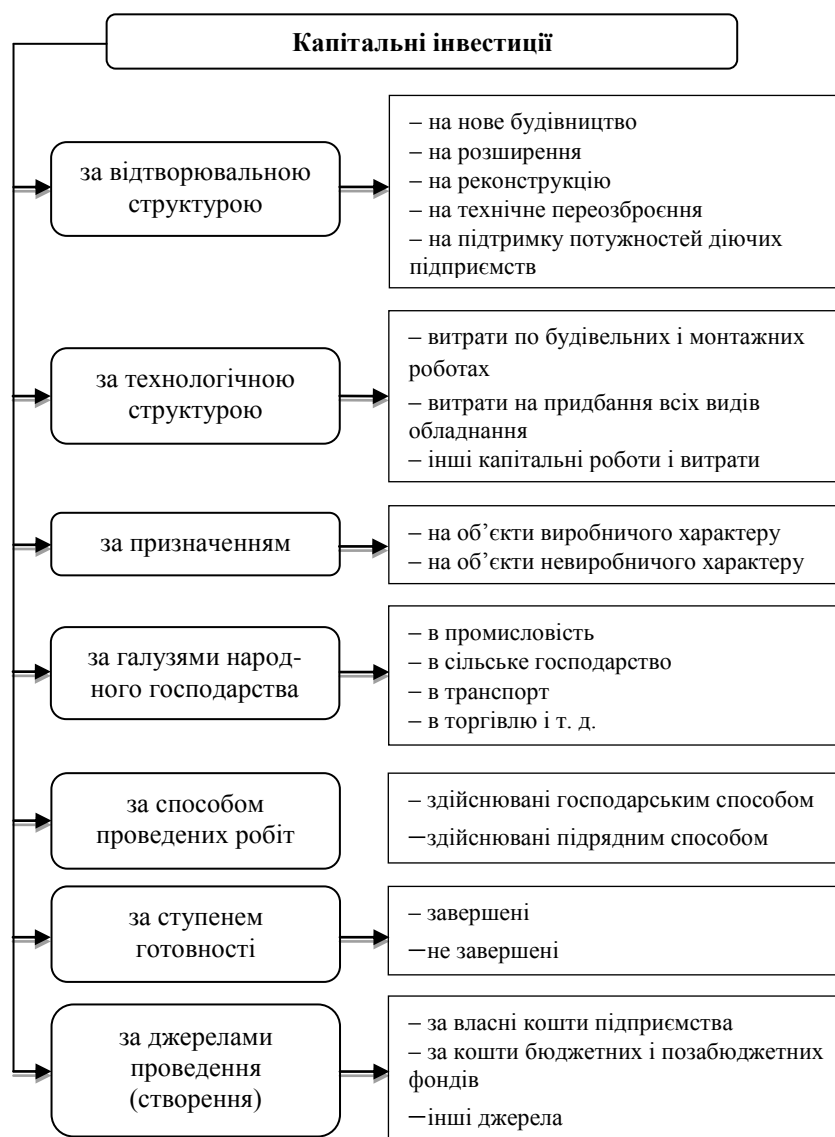 Капітальні інвестиції
за відтворювальною
структурою
– на нове будівництво
– на розширення
– на реконструкцію
– на технічне переозброєння
– на підтримку потужностей діючих
підприємств
за технологічною
структурою
– витрати по будівельних і монтажних
роботах
– витрати на придбання всіх видів
обладнання
– інші капітальні роботи і витрати
за призначенням
– на об’єкти виробничого характеру
– на об’єкти невиробничого характеру
за галузями народ-
ного господарства
– в промисловість
– в сільське господарство
– в транспорт
– в торгівлю і т. д.
за способом
проведених робіт
– здійснювані господарським способом
–здійснювані підрядним способом
за ступенем
готовності
– завершені
–не завершені
за джерелами
проведення
(створення)
– за власні кошти підприємства
– за кошти бюджетних і позабюджетних
фондів
–інші джерела